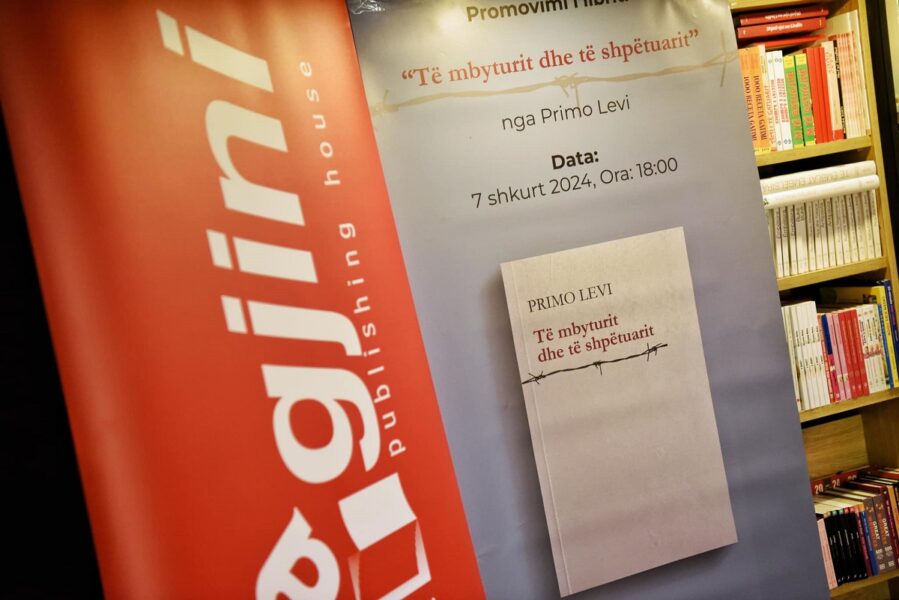 Promovimi i librit
“Të mbyturit dhe të shpëtuarit”
nga Primo Levi
Data:
7 shkurt 2024, Ora: 18:00
PRIMO LEVI
Të mbyturit
dhe të shpëtuarit
gjini
publishing house